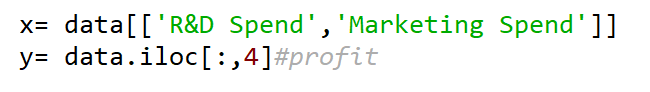 x= data[['R&D Spend','Marketing Spend']]
y= data.iloc[:,4]#profit